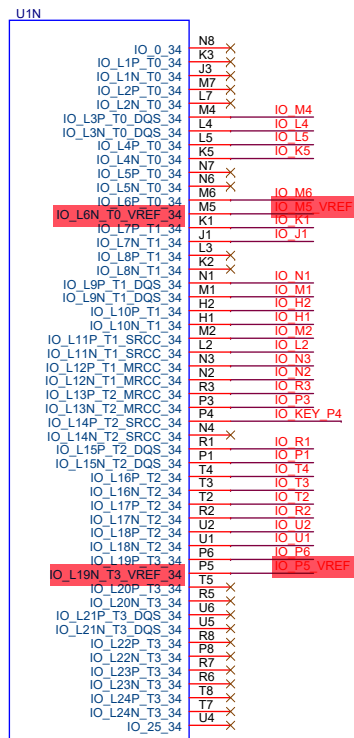 U1N
IO_0_34 N8
IO_L1P_T0_34 K3
IO_L1N_T0_34 J3
IO_L2P_T0_34 M7
IO_L2N_T0_34 L7
IO_L3P_T0_DQS_34 M4 IO_M4
IO_L3N_T0_DQS_34 L4 IO_L4
IO_L4P_T0_34 L5 IO_L5
IO_L4N_T0_34 K5 IO_K5
IO_L5P_T0_34 N7
IO_L5N_T0_34 N6
IO_L6P_T0_34 M6 IO_M6
IO_L6N_T0_VREF_34 M5 IO_M5_VREF
IO_L7P_T1_34 K1 IO_K1
IO_L7N_T1_34 J1 IO_J1
IO_L8P_T1_34 L3
IO_L8N_T1_34 K2
IO_L9P_T1_DQS_34 N1 IO_N1
IO_L9N_T1_DQS_34 M1 IO_M1
IO_L10P_T1_34 H2 IO_H2
IO_L10N_T1_34 H1 IO_H1
IO_L11P_T1_SRCC_34 M2 IO_M2
IO_L11N_T1_SRCC_34 L2 IO_L2
IO_L12P_T1_MRCC_34 N3 IO_N3
IO_L12N_T1_MRCC_34 N2 IO_N2
IO_L13P_T2_MRCC_34 R3 IO_R3
IO_L13N_T2_MRCC_34 P3 IO_P3
IO_L14P_T2_SRCC_34 P4 IO_KEY_P4
IO_L14N_T2_SRCC_34 N4
IO_L15P_T2_DQS_34 R1 IO_R1
IO_L15N_T2_DQS_34 P1 IO_P1
IO_L16P_T2_34 T4 IO_T4
IO_L16N_T2_34 T3 IO_T3
IO_L17P_T2_34 T2 IO_T2
IO_L17N_T2_34 R2 IO_R2
IO_L18P_T2_34 U2 IO_U2
IO_L18N_T2_34 U1 IO_U1
IO_L19P_T3_34 P6 IO_P6
IO_L19N_T3_VREF_34 P5 IO_P5_VREF
IO_L20P_T3_34 T5
IO_L20N_T3_34 R5
IO_L21P_T3_DQS_34 U6
IO_L21N_T3_DQS_34 U5
IO_L22P_T3_34 R8
IO_L22N_T3_34 P8
IO_L23P_T3_34 R7
IO_L23N_T3_34 R6
IO_L24P_T3_34 T8
IO_L24N_T3_34 T7
IO_25_34 U4